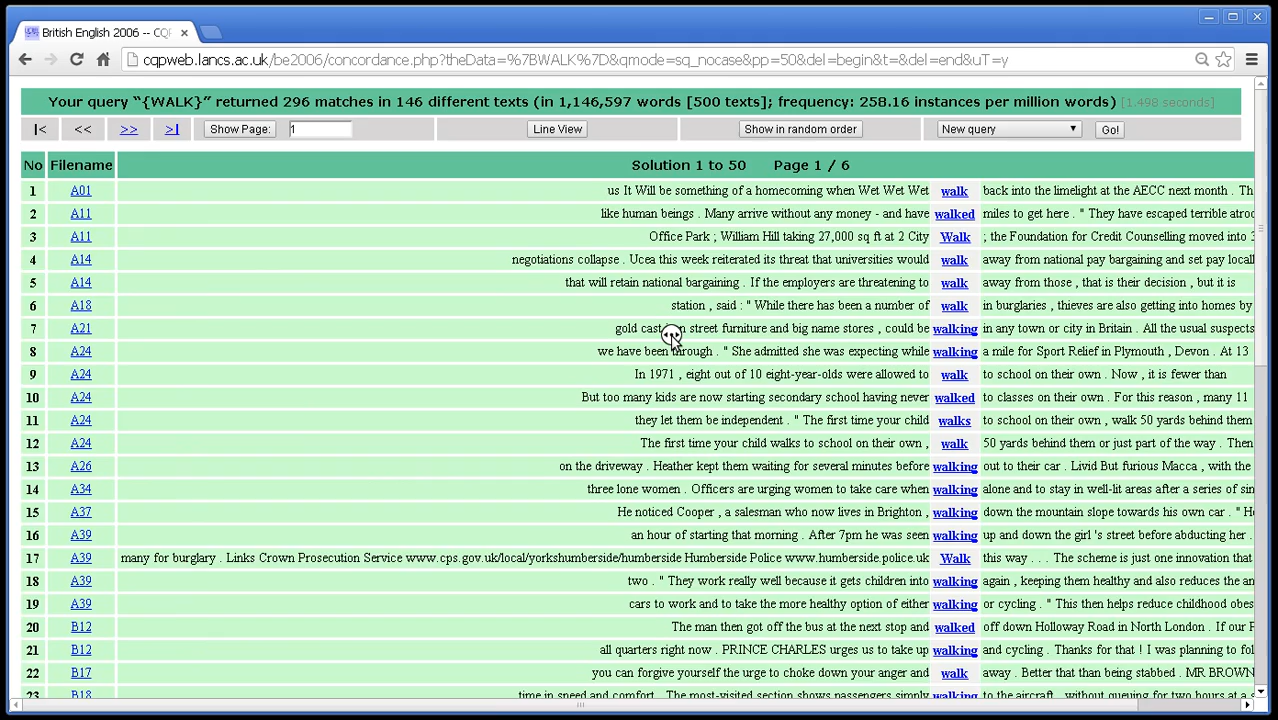 British English 2006 -- CQP
cqpweb.lancs.ac.uk/be2006/concordance.php?theData=%7BWALK%7D&qmode=sq_nocase&pp=50&del=begin&t=&del=end&uT=y
Your query “{WALK}” returned 296 matches in 146 different texts (in 1,146,597 words [500 texts]; frequency: 258.16 instances per million words) [1.498 seconds]
|< << >> >| Show Page: 1 Line View Show in random order New query Go!
No Filename Solution 1 to 50 Page 1 / 6
1 A01 us It Will be something of a homecoming when Wet Wet Wet walk back into the limelight at the AECC next month . Th
2 A11 like human beings . Many arrive without any money - and have walked miles to get here . " They have escaped terrible atroc
3 A11 Office Park ; William Hill taking 27,000 sq ft at 2 City Walk ; the Foundation for Credit Counselling moved into 3
4 A14 negotiations collapse . Ucea this week reiterated its threat that universities would walk away from national pay bargaining and set pay locall
5 A14 that will retain national bargaining . If the employers are threatening to walk away from those , that is their decision , but it is
6 A18 station , said : " While there has been a number of walk in burglaries , thieves are also getting into homes by
7 A21 gold cast street furniture and big name stores , could be walking in any town or city in Britain . All the usual suspects
8 A24 we have been through . " She admitted she was expecting while walking a mile for Sport Relief in Plymouth , Devon . At 13
9 A24 In 1971 , eight out of 10 eight-year-olds were allowed to walk to school on their own . Now , it is fewer than
10 A24 But too many kids are now starting secondary school having never walked to classes on their own . For this reason , many 11
11 A24 they let them be independent . " The first time your child walks to school on their own , walk 50 yards behind them
12 A24 The first time your child walks to school on their own , walk 50 yards behind them or just part of the way . Then
13 A26 on the driveway . Heather kept them waiting for several minutes before walking out to their car . Livid But furious Macca , with the
14 A34 three lone women . Officers are urging women to take care when walking alone and to stay in well-lit areas after a series of sin
15 A37 He noticed Cooper , a salesman who now lives in Brighton , walking down the mountain slope towards his own car . " He
16 A39 an hour of starting that morning . After 7pm he was seen walking up and down the girl 's street before abducting her .
17 A39 many for burglary . Links Crown Prosecution Service www.cps.gov.uk/local/yorkshumberside/humberside Humberside Police www.humberside.police.uk Walk this way . . . The scheme is just one innovation that
18 A39 two . " They work really well because it gets children into walking again , keeping them healthy and also reduces the an
19 A39 cars to work and to take the more healthy option of either walking or cycling . " This then helps reduce childhood obes
20 B12 The man then got off the bus at the next stop and walked off down Holloway Road in North London . If our F
21 B12 all quarters right now . PRINCE CHARLES urges us to take up walking and cycling . Thanks for that ! I was planning to fol
22 B17 you can forgive yourself the urge to choke down your anger and walk away . Better that than being stabbed . MR BROWN
23 B18 time in speed and comfort . The most-visited section shows passengers simply walking to the aircraft , without queuing for two hours at a s